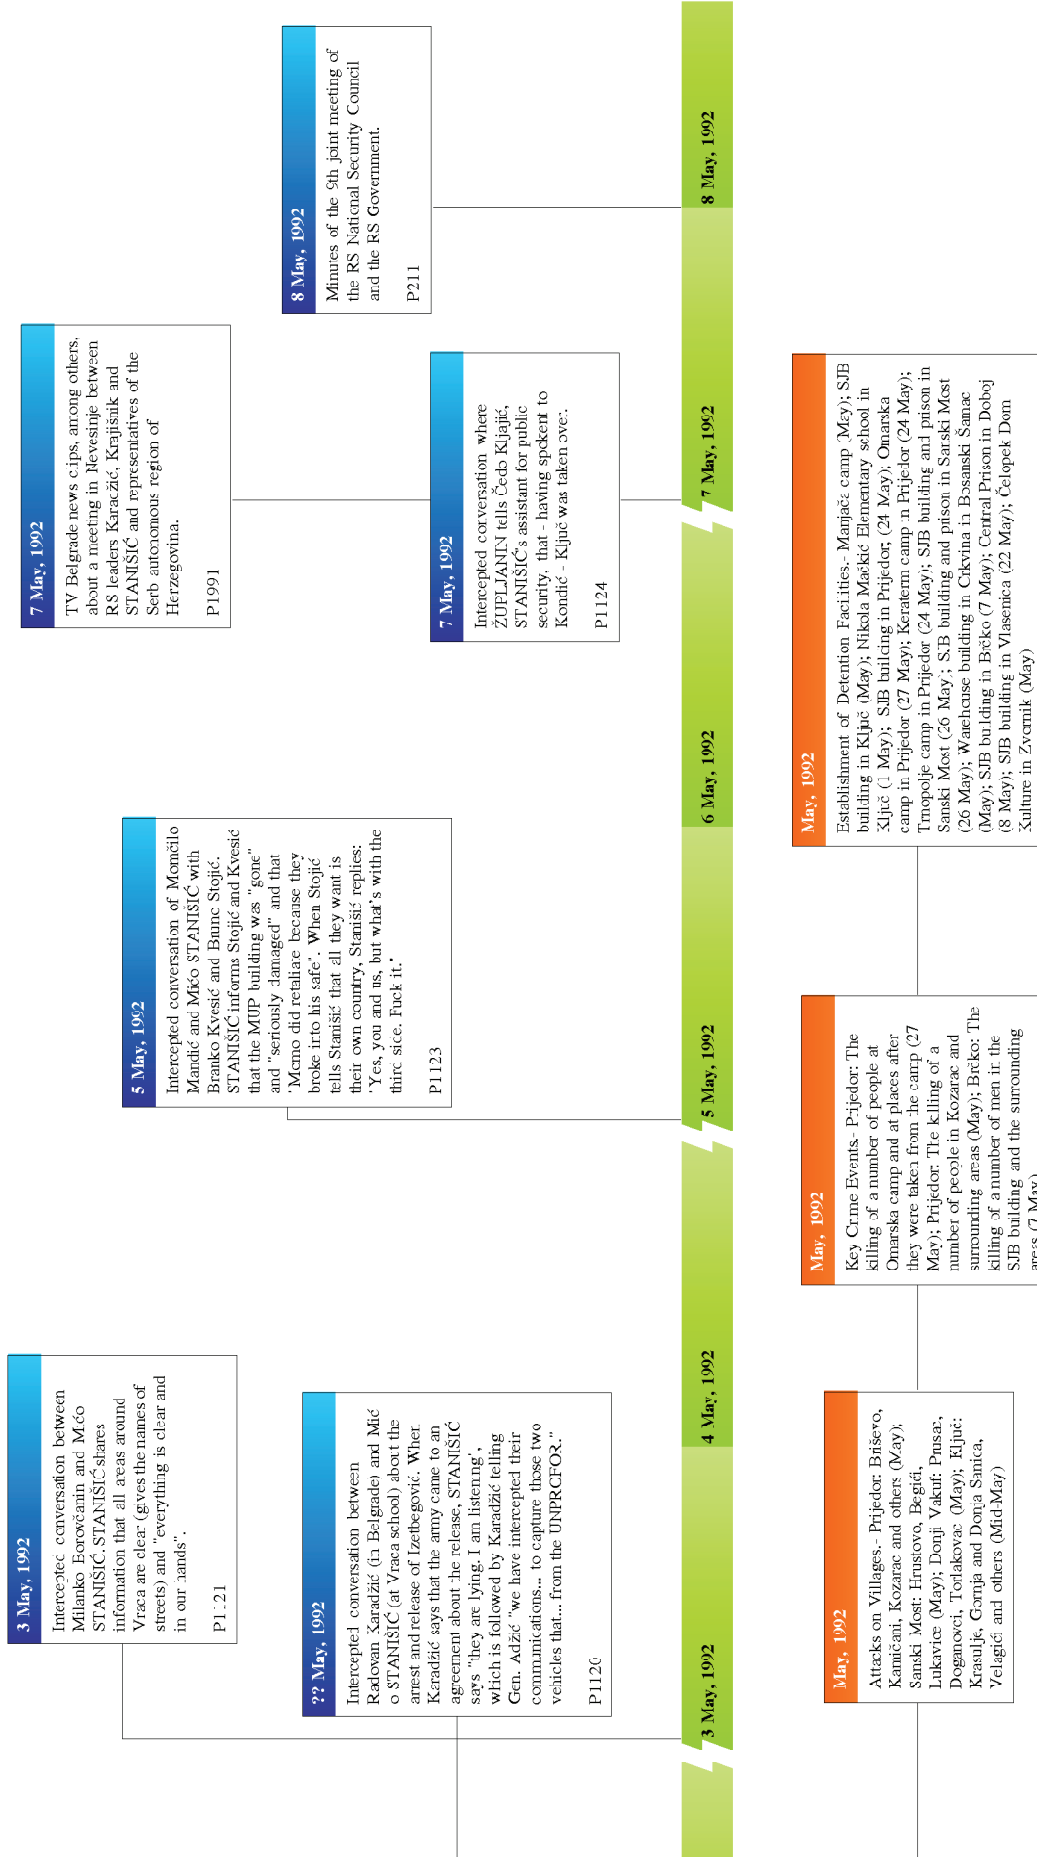 3 May, 1992
Intercepted conversation between
Milanko Borovčanin and Mićo
STANIŠIĆ. STANIŠIĆ shares
information that all areas around
Vraca are clear (gives the names of
streets) and "everything is clear and
in our hands".
P1121
?? May, 1992
Intercepted conversation between
Radovan Karadžić (in Belgrade) and Mić
o STANIŠIĆ (at Vraca school) about the
arrest and release of Izetbegović. When
Karadžić says that the army came to an
agreement about the release, STANIŠIĆ
says "they are lying, I am listening",
which is followed by Karadžić telling
Gen. Adžić "we have intercepted their
communications... to capture those two
vehicles that... from the UNPROFOR."
P1120
5 May, 1992
Intercepted conversation of Momčilo
Mandić and Mićo STANIŠIĆ with
Branko Kvesić and Bruno Stojić.
STANIŠIĆ informs Stojić and Kvesić
that the MUP building was "gone"
and "seriously damaged" and that
"Momo did retaliate because they
broke into his safe". When Stojić
tells Stanišić that all they want is
their own country, Stanišić replies:
"Yes, you and us, but what's with the
third side. Fuck it."
P1123
7 May, 1992
TV Belgrade news clips, among others,
about a meeting in Nevesinje between
RS leaders Karadžić, Krajišnik and
STANIŠIĆ and representatives of the
Serb autonomous region of
Herzegovina.
P1991
7 May, 1992
Intercepted conversation where
ŽUPLJANIN tells Čedo Kljajić,
STANIŠIĆ's assistant for public
security, that - having spoken to
Kondić - Ključ was taken over.
P1124
8 May, 1992
Minutes of the 9th joint meeting of
the RS National Security Council
and the RS Government.
P211
3 May, 1992
4 May, 1992
5 May, 1992
6 May, 1992
7 May, 1992
8 May, 1992
May, 1992
Attacks on Villages.- Prijedor: Briševo,
Kamičani, Kozarac and others (May);
Sanski Most: Hrustovo, Begići,
Lukavice (May); Donji Vakuf: Prusac,
Doganovci, Torlakovac (May); Ključ:
Krasulje, Gornja and Donja Sanica,
Velagići and others (Mid-May)
May, 1992
Key Crime Events.- Prijedor: The
killing of a number of people at
Omarska camp and at places after
they were taken from the camp (27
May); Prijedor: The killing of a
number of people in Kozarac and
surrounding areas (May); Brčko: The
killing of a number of men in the
SJB building and the surrounding
areas (7 May)
May, 1992
Establishment of Detention Facilities.- Manjača camp (May); SJB
building in Ključ (May); Nikola Mačkić Elementary school in
Ključ (1 May); SJB building in Prijedor, (24 May); Omarska
camp in Prijedor (27 May); Keraterm camp in Prijedor (24 May);
Trnopolje camp in Prijedor (24 May); SJB building and prison in
Sanski Most (26 May); SJB building and prison in Sanski Most
(26 May); Warehouse building in Crkvina in Bosanski Šamac
(May); SJB building in Brčko (7 May); Central Prison in Doboj
(8 May); SJB building in Vlasenica (22 May); Čelopek Dom
Kulture in Zvornik (May)